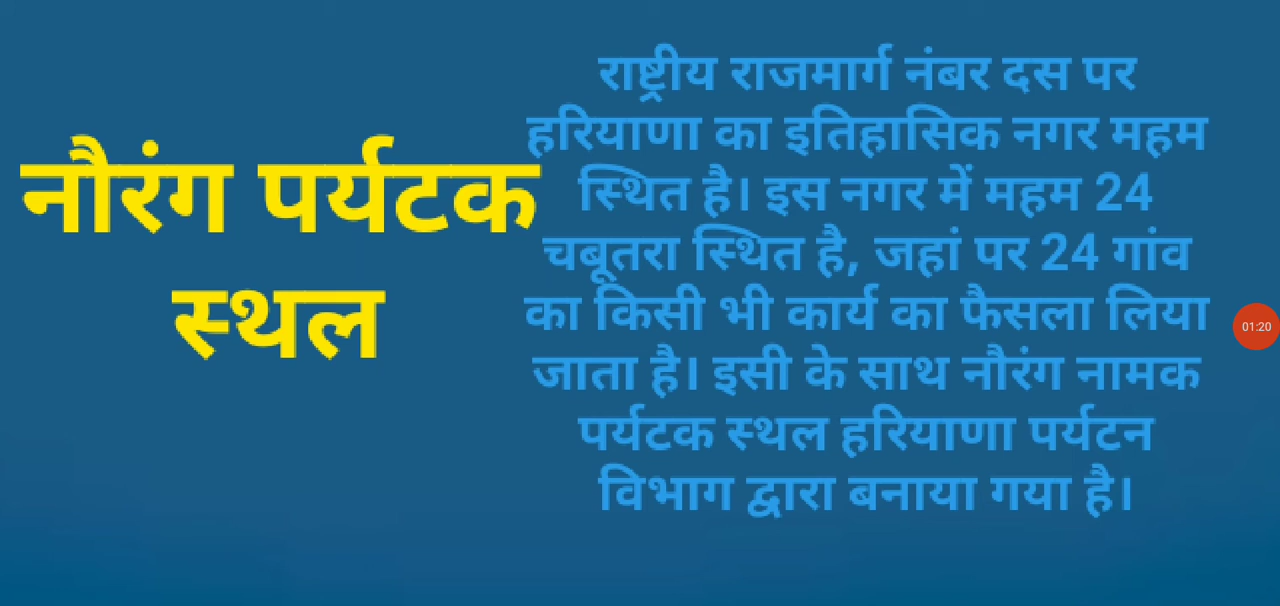 नौरंग पर्यटक
स्थल
राष्ट्रीय राजमार्ग नंबर दस पर
हरियाणा का इतिहासिक नगर महम
स्थित है। इस नगर में महम 24
चबूतरा स्थित है, जहां पर 24 गांव
का किसी भी कार्य का फैसला लिया
जाता है। इसी के साथ नौरंग नामक
पर्यटक स्थल हरियाणा पर्यटन
विभाग द्वारा बनाया गया है।
01:20